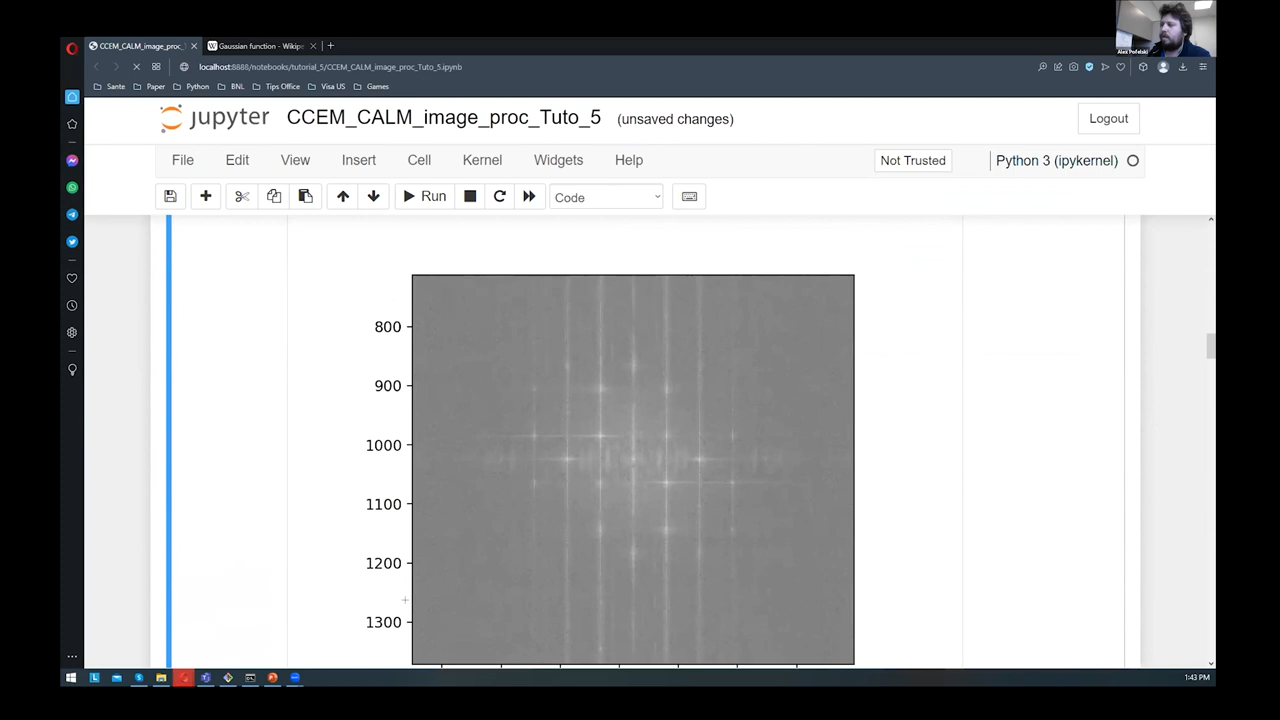 CCEM_CALM_image_proc_
Gaussian function - Wikipe
Alex Pofelski
localhost:8888/notebooks/tutorial_5/CCEM_CALM_image_proc_Tuto_5.ipynb
Sante Paper Python BNL Tips Office Visa US Games
jupyter CCEM_CALM_image_proc_Tuto_5 (unsaved changes) Logout
File Edit View Insert Cell Kernel Widgets Help Not Trusted Python 3 (ipykernel)
Run Code
800
900
1000
1100
1200
1300
1:43 PM